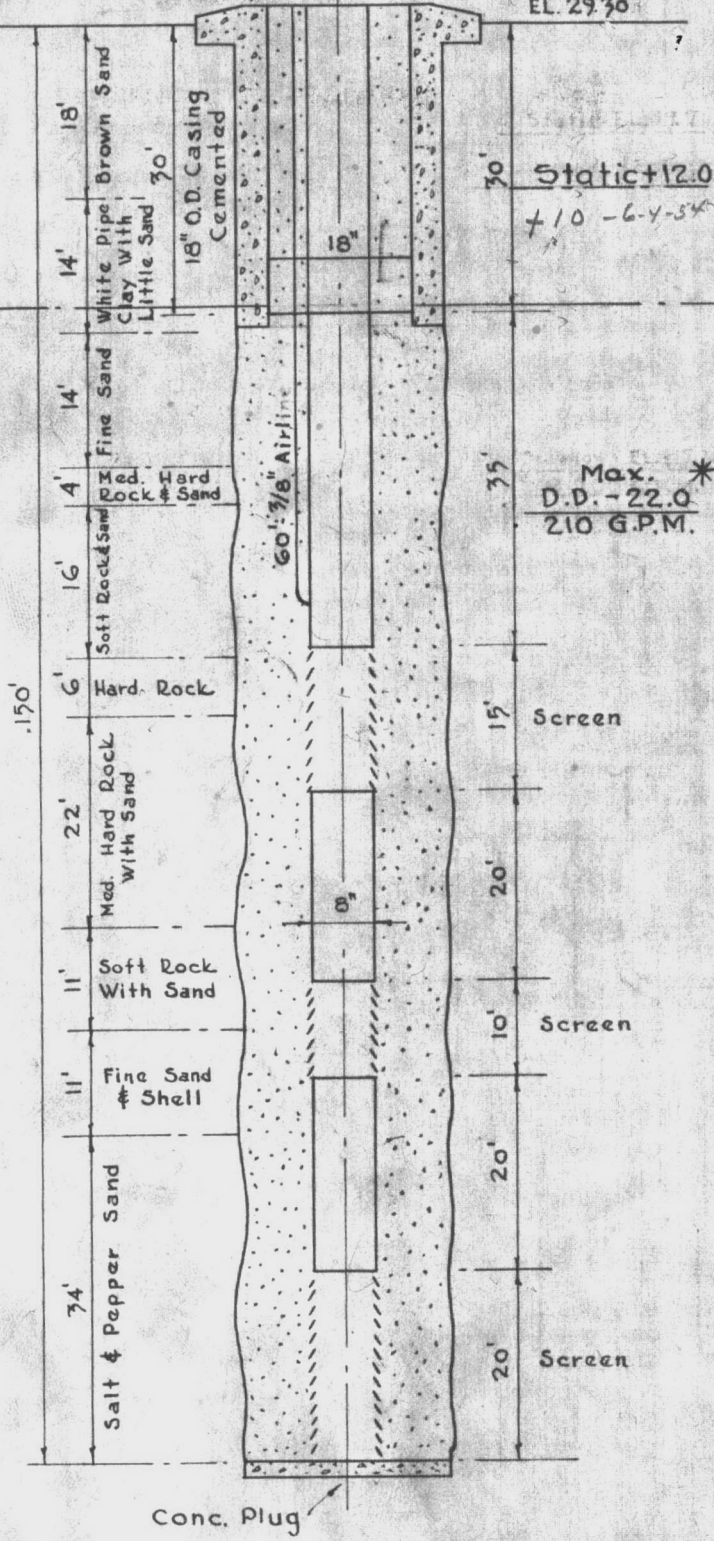 EL. 29.30
18'
Brown Sand
14'
White Pipe
Clay With
Little Sand
30'
18" O.D. Casing
Cemented
18"
30'
Static +12.0
+10 -6-4-54
14'
Fine Sand
4'
Med. Hard
Rock & Sand
16'
Soft Rock & Sand
60' 3/8" Airline
35'
Max. *
D.D. - 22.0
210 G.P.M.
150'
6'
Hard Rock
15'
Screen
22'
Med. Hard Rock
With Sand
8"
20'
11'
Soft Rock
With Sand
10'
Screen
11'
Fine Sand
& Shell
20'
34'
Salt & Pepper Sand
20'
Screen
Conc. Plug